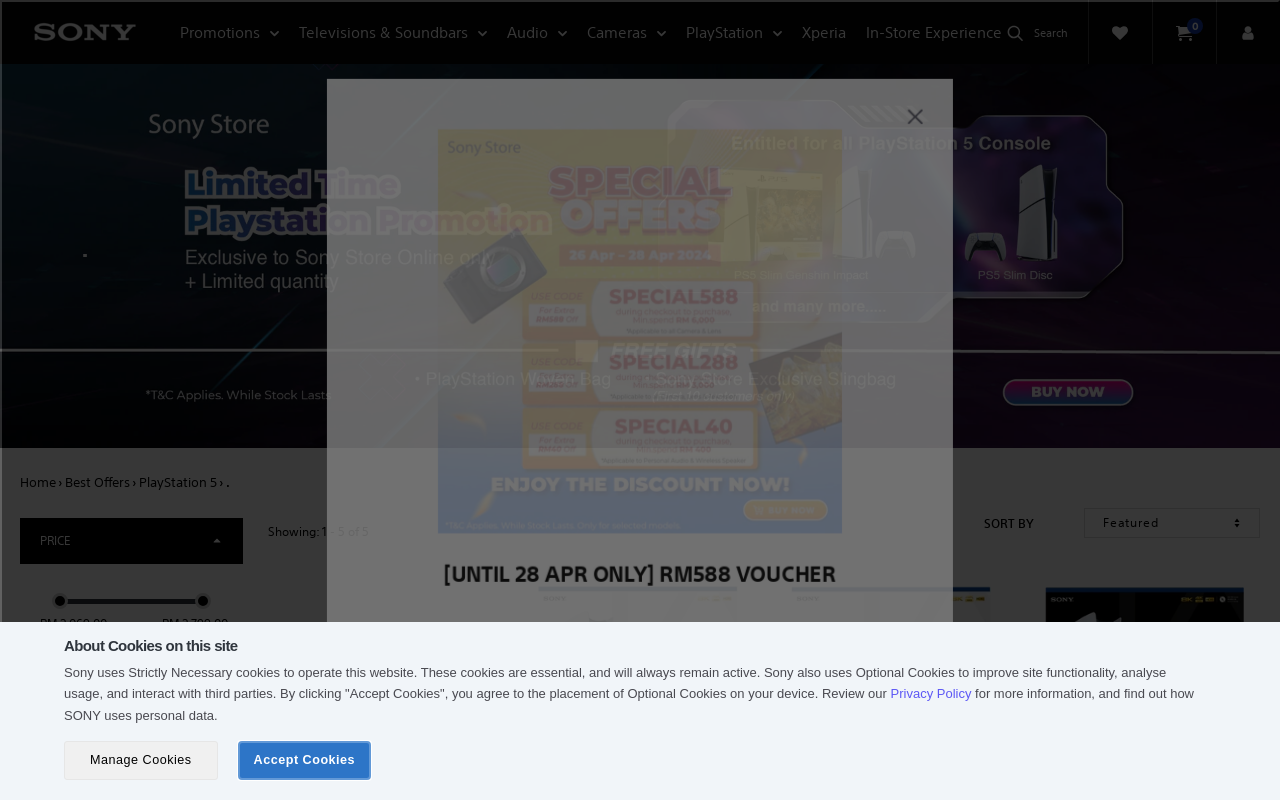 SONY
Promotions
Televisions & Soundbars
Audio
Cameras
PlayStation
Xperia
In-Store Experience
Search
0
Sony Store
Limited Time
Playstation Promotion
Exclusive to Sony Store Online only
+ Limited quantity
*T&C Applies. While Stock Lasts
Entitled for all PlayStation 5 Console
PS5 Slim Disc
and many more.....
FREE GIFTS
• PlayStation Woven Bag
• Sony Store Exclusive Slingbag
BUY NOW
Sony Store
SPECIAL
OFFERS
26 Apr – 28 Apr 2024
USE CODE
SPECIAL588
USE CODE
SPECIAL288
USE CODE
SPECIAL40
ENJOY THE DISCOUNT NOW!
[UNTIL 28 APR ONLY] RM588 VOUCHER
Home › Best Offers › PlayStation 5 › .
PRICE
Showing: 1 - 5 of 5
SORT BY
Featured
SONY
About Cookies on this site
Sony uses Strictly Necessary cookies to operate this website. These cookies are essential, and will always remain active. Sony also uses Optional Cookies to improve site functionality, analyse
usage, and interact with third parties. By clicking "Accept Cookies", you agree to the placement of Optional Cookies on your device. Review our Privacy Policy for more information, and find out how
SONY uses personal data.
Manage Cookies
Accept Cookies